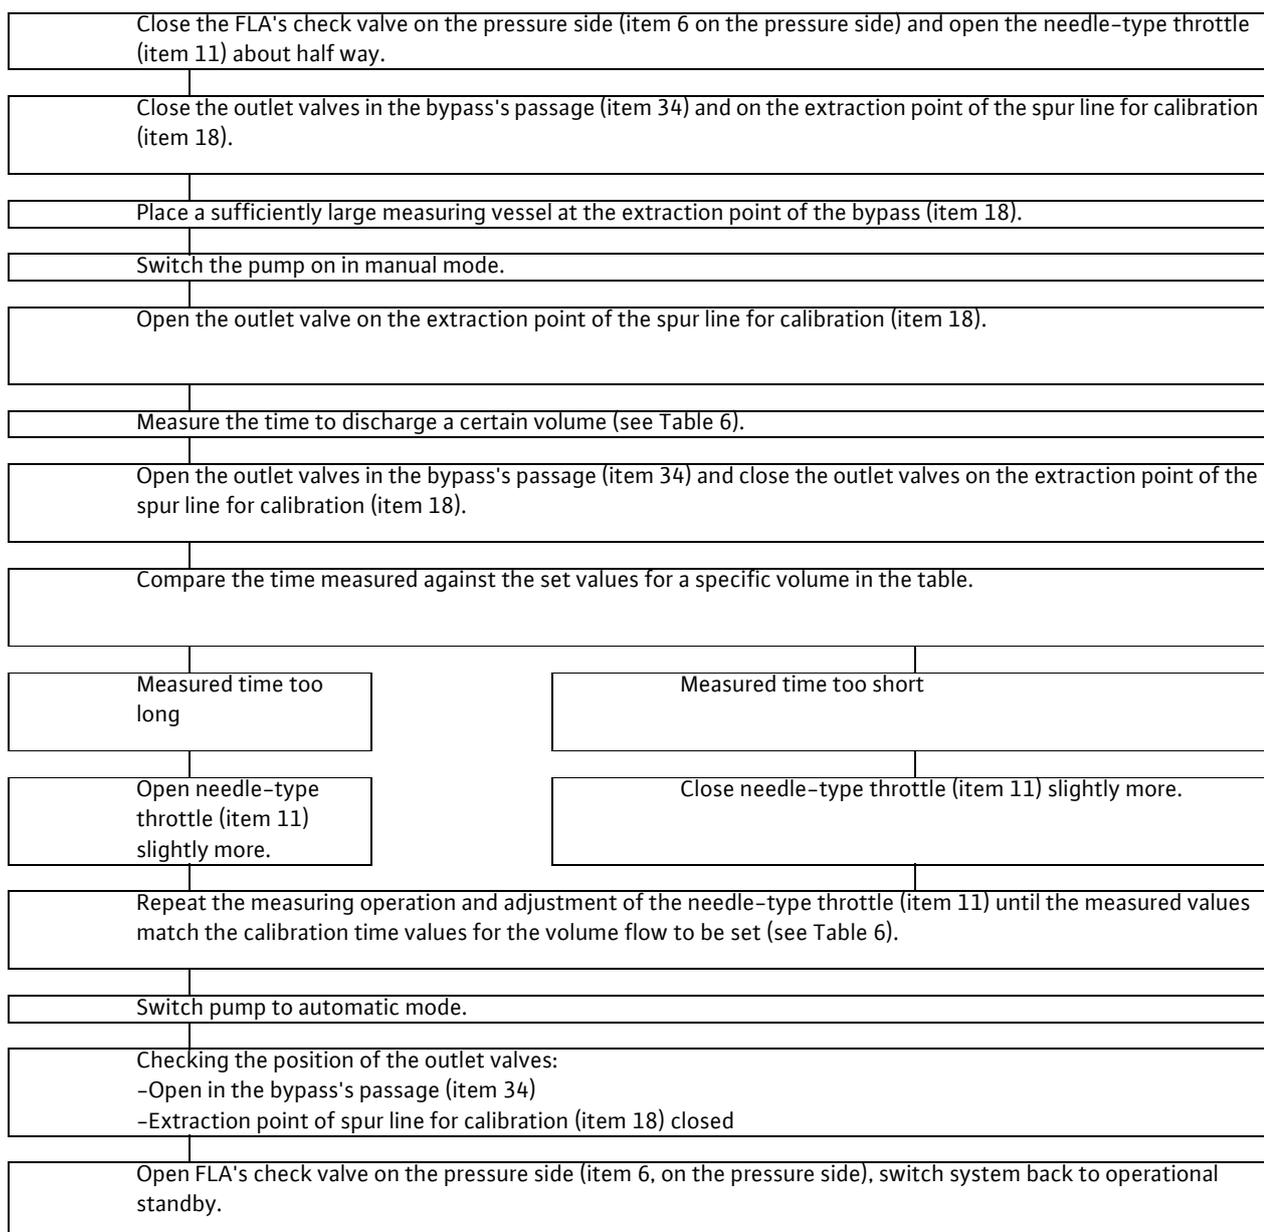 Close the FLA's check valve on the pressure side (item 6 on the pressure side) and open the needle-type throttle
(item 11) about half way.
Close the outlet valves in the bypass's passage (item 34) and on the extraction point of the spur line for calibration
(item 18).
Place a sufficiently large measuring vessel at the extraction point of the bypass (item 18).
Switch the pump on in manual mode.
Open the outlet valve on the extraction point of the spur line for calibration (item 18).
Measure the time to discharge a certain volume (see Table 6).
Open the outlet valves in the bypass's passage (item 34) and close the outlet valves on the extraction point of the
spur line for calibration (item 18).
Compare the time measured against the set values for a specific volume in the table.
Measured time too
long
Measured time too short
Open needle-type
throttle (item 11)
slightly more.
Close needle-type throttle (item 11) slightly more.
Repeat the measuring operation and adjustment of the needle-type throttle (item 11) until the measured values
match the calibration time values for the volume flow to be set (see Table 6).
Switch pump to automatic mode.
Checking the position of the outlet valves:
-Open in the bypass's passage (item 34)
-Extraction point of spur line for calibration (item 18) closed
Open FLA's check valve on the pressure side (item 6, on the pressure side), switch system back to operational
standby.